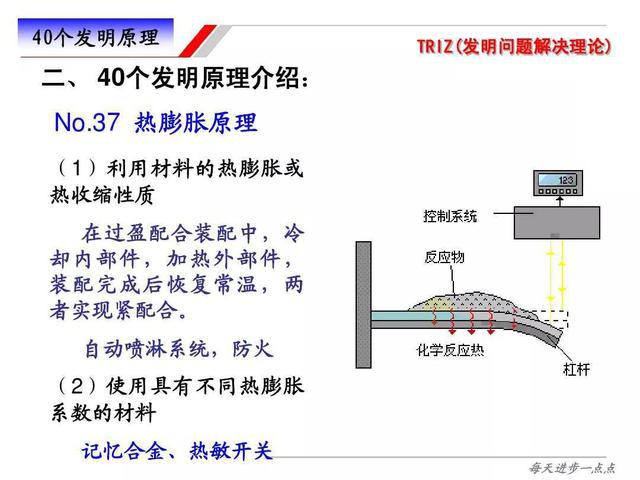 40个发明原理
TRIZ(发明问题解决理论)
二、 40个发明原理介绍：
No.37 热膨胀原理
（1）利用材料的热膨胀或
热收缩性质
在过盈配合装配中，冷
却内部件，加热外部件，
装配完成后恢复常温，两
者实现紧配合。
自动喷淋系统，防火
（2）使用具有不同热膨胀
系数的材料
记忆合金、热敏开关
123
控制系统
反应物
化学反应热
杠杆
每天进步一点点